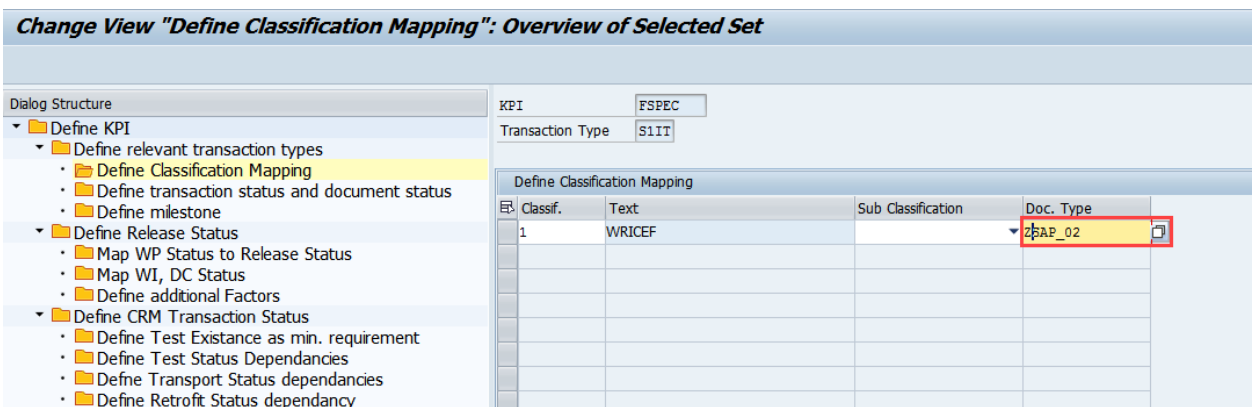 Change View "Define Classification Mapping": Overview of Selected Set
Dialog Structure
Define KPI
Define relevant transaction types
Define Classification Mapping
Define transaction status and document status
Define milestone
Define Release Status
Map WP Status to Release Status
Map WI, DC Status
Define additional Factors
Define CRM Transaction Status
Define Test Existance as min. requirement
Define Test Status Dependancies
Defne Transport Status dependancies
Define Retrofit Status dependancy
KPI FSPEC
Transaction Type S1IT
Define Classification Mapping
Classif. Text Sub Classification Doc. Type
1 WRICEF ZSAP_02